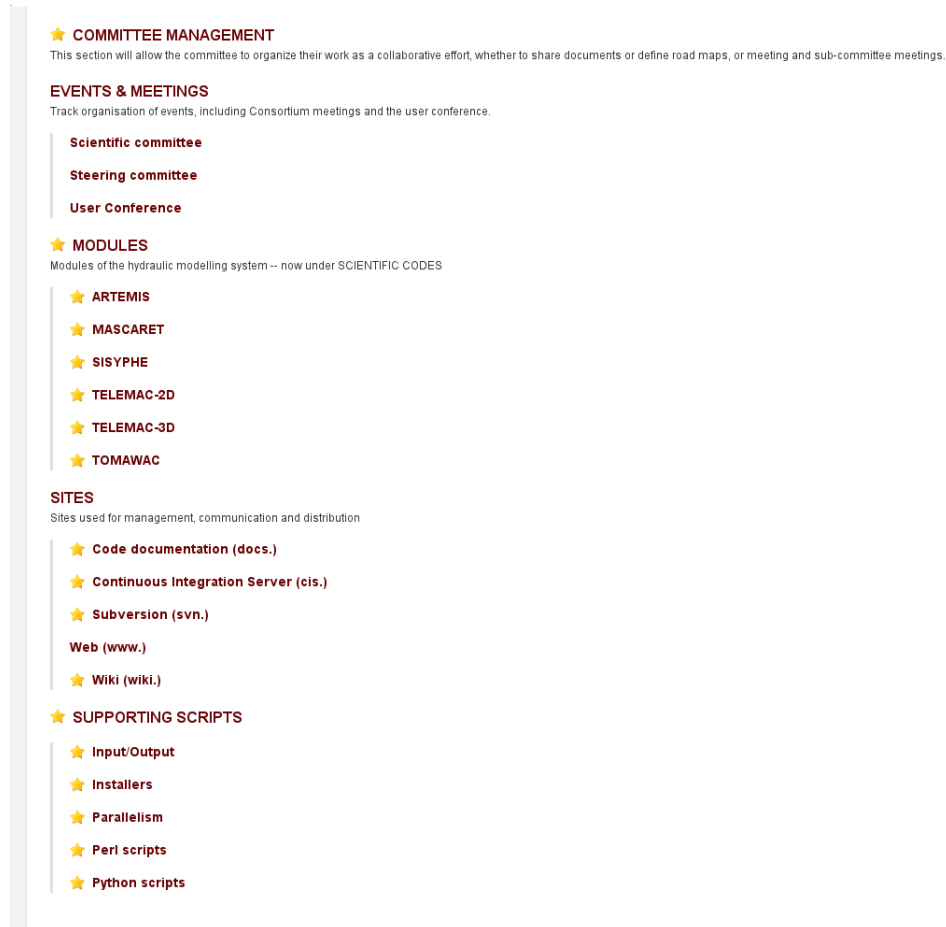 COMMITTEE MANAGEMENT
This section will allow the committee to organize their work as a collaborative effort, whether to share documents or define road maps, or meeting and sub-committee meetings.
EVENTS & MEETINGS
Track organisation of events, including Consortium meetings and the user conference.
Scientific committee
Steering committee
User Conference
MODULES
Modules of the hydraulic modelling system -- now under SCIENTIFIC CODES
ARTEMIS
MASCARET
SISYPHE
TELEMAC-2D
TELEMAC-3D
TOMAWAC
SITES
Sites used for management, communication and distribution
Code documentation (docs.)
Continuous Integration Server (cis.)
Subversion (svn.)
Web (www.)
Wiki (wiki.)
SUPPORTING SCRIPTS
Input/Output
Installers
Parallelism
Perl scripts
Python scripts